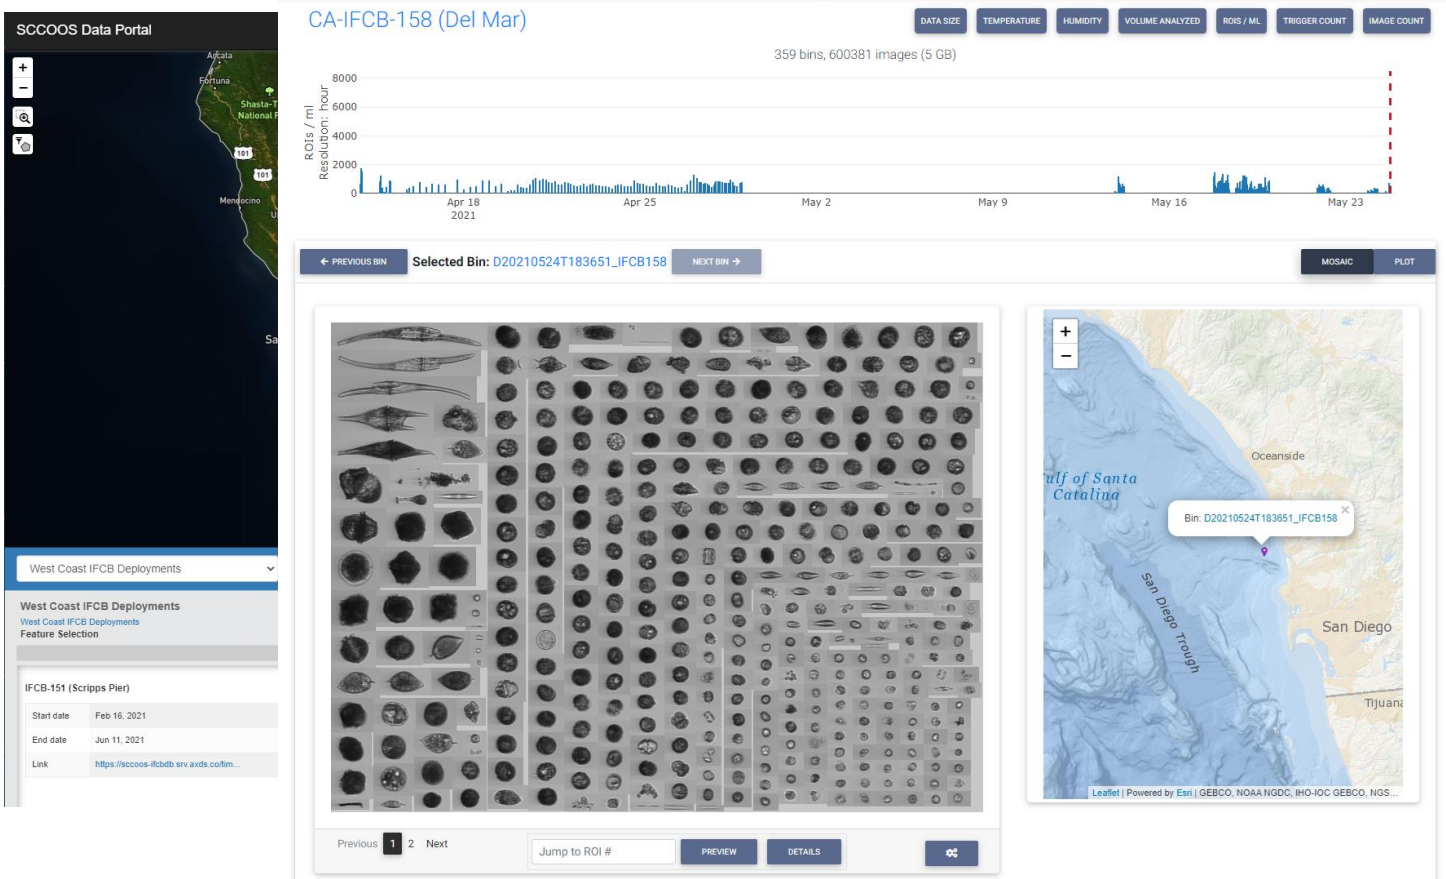 SCCOOS Data Portal
+
−
Arcata
Fortuna
Shasta-T
National F
101
101
Mendocino
Sa
West Coast IFCB Deployments
West Coast IFCB Deployments
West Coast IFCB Deployments
Feature Selection
IFCB-151 (Scripps Pier)
Start date Feb 16, 2021
End date Jun 11, 2021
Link https://sccoos-ifcbdb.srv.axds.co/tim...
CA-IFCB-158 (Del Mar)
DATA SIZE TEMPERATURE HUMIDITY VOLUME ANALYZED ROIS / ML TRIGGER COUNT IMAGE COUNT
359 bins, 600381 images (5 GB)
ROIs / ml
Resolution: hour
8000
6000
4000
2000
0
Apr 18 Apr 25 May 2 May 9 May 16 May 23
2021
← PREVIOUS BIN Selected Bin: D20210524T183651_IFCB158 NEXT BIN →
MOSAIC PLOT
+
−
Oceanside
ulf of Santa
Catalina
Bin: D20210524T183651_IFCB158 ×
San Diego Trough
San Diego
Tijuana
Leaflet | Powered by Esri | GEBCO, NOAA NGDC, IHO-IOC GEBCO, NGS...
Previous 1 2 Next
Jump to ROI #
PREVIEW
DETAILS